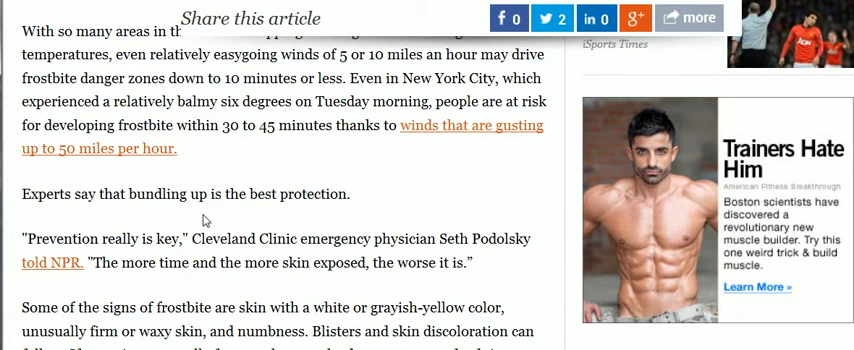 Share this article
f 0
2
in 0
g+
more
With so many areas in th
temperatures, even relatively easygoing winds of 5 or 10 miles an hour may drive
frostbite danger zones down to 10 minutes or less. Even in New York City, which
experienced a relatively balmy six degrees on Tuesday morning, people are at risk
for developing frostbite within 30 to 45 minutes thanks to winds that are gusting
up to 50 miles per hour.
Experts say that bundling up is the best protection.
"Prevention really is key," Cleveland Clinic emergency physician Seth Podolsky
told NPR. "The more time and the more skin exposed, the worse it is.”
Some of the signs of frostbite are skin with a white or grayish-yellow color,
unusually firm or waxy skin, and numbness. Blisters and skin discoloration can
iSports Times
AON
Trainers Hate
Him
American Fitness Breakthrough
Boston scientists have
discovered a
revolutionary new
muscle builder. Try this
one weird trick & build
muscle.
Learn More »